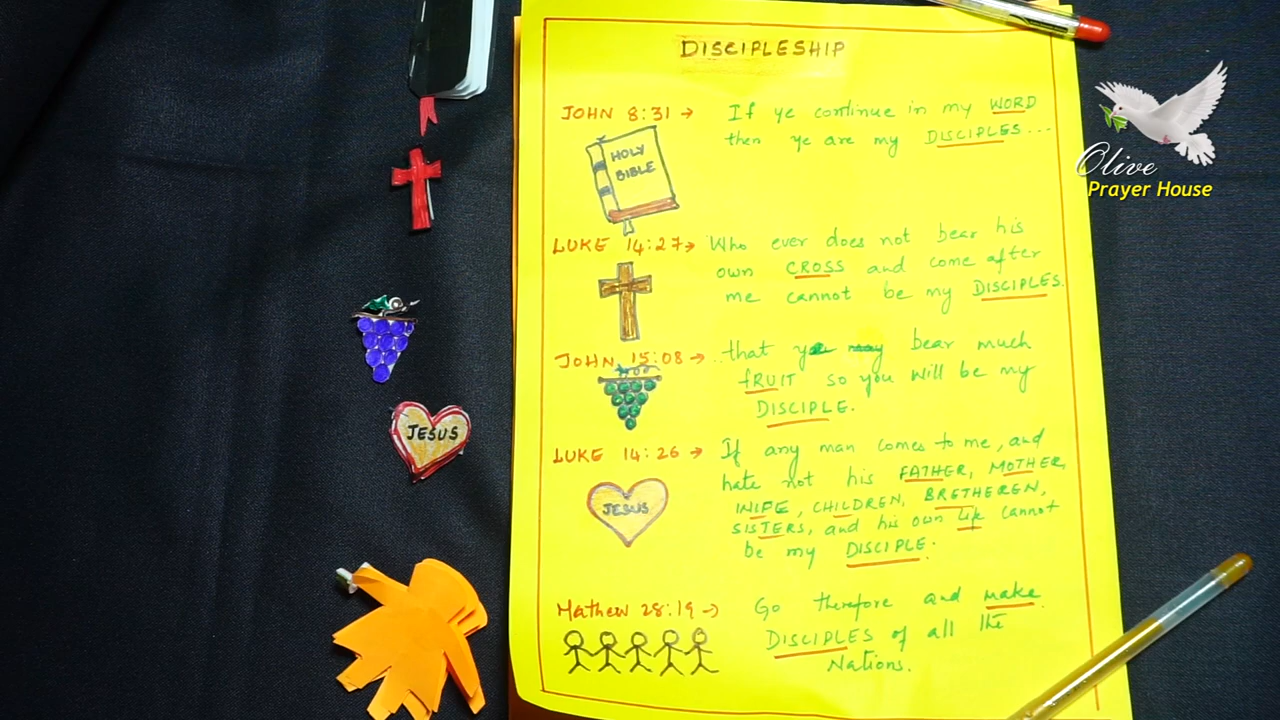 DISCIPLESHIP
JOHN 8:31 → If ye continue in my WORD
then ye are my DISCIPLES...
HOLY
BIBLE
LUKE 14:27 → Who ever does not bear his
own CROSS and come after
me cannot be my DISCIPLES.
JOHN 15:08 → ..that you may bear much
fRUIT so you will be my
DISCIPLE.
LUKE 14:26 → If any man comes to me, and
hate not his FATHER, MOTHER,
WIFE, CHILDREN, BRETHEREN,
SISTERS, and his own life cannot
be my DISCIPLE.
JESUS
Mathew 28:19 → Go therefore and make
DISCIPLES of all the
Nations.
JESUS
Olive
Prayer House